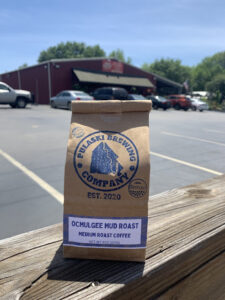 PULASKI BREWING
COMPANY
EST. 2020
OCMULGEE MUD ROAST
MEDIUM ROAST COFFEE